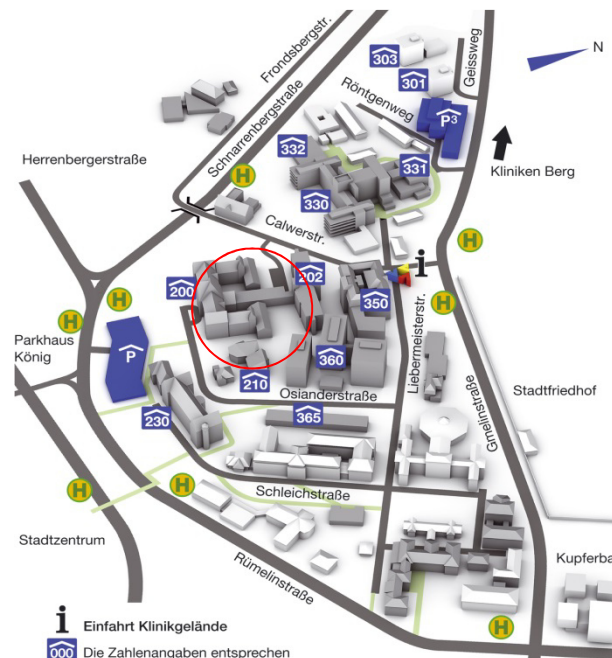 Frondsbergstr.
Geissweg
303
301
N
Röntgenweg
P3
Schnarrenbergstraße
332
331
Kliniken Berg
Herrenbergerstraße
H
330
Calwerstr.
H
i
200
202
350
H
H
H
Liebermeisterstr.
Parkhaus
König
P
360
210
Oslanderstraße
Stadtfriedhof
Gmelinstraße
230
365
H
H
Schleichstraße
Stadtzentrum
Rümelinstraße
Kupferba
H
i Einfahrt Klinikgelände
000 Die Zahlenangaben entsprechen